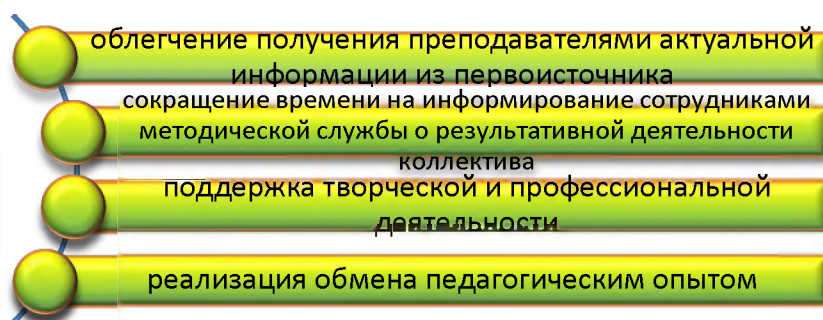 облегчение получения преподавателями актуальной
информации из первоисточника
сокращение времени на информирование сотрудниками
методической службы о результативной деятельности
коллектива
поддержка творческой и профессиональной
деятельности
реализация обмена педагогическим опытом